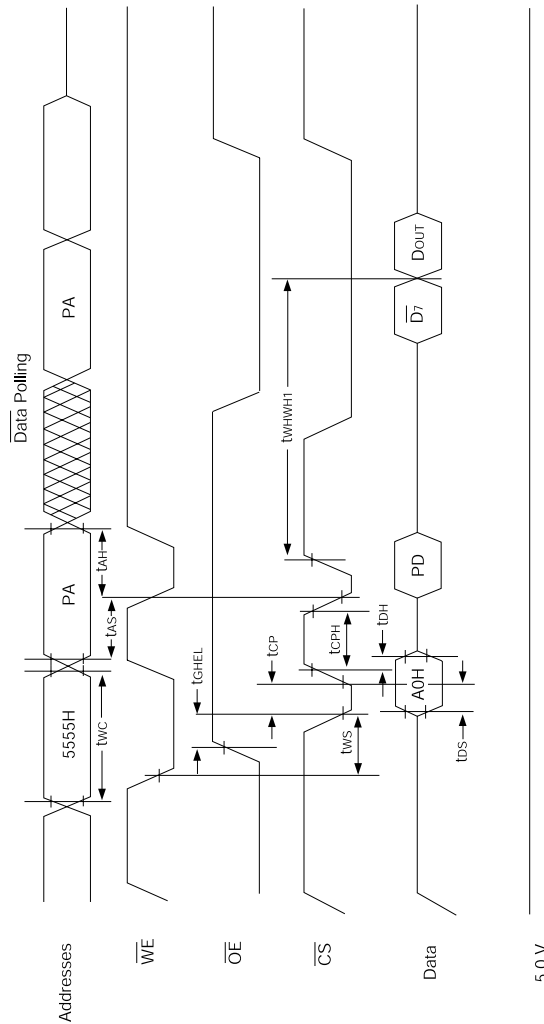 Data Polling
Addresses
5555H
PA
PA
tWC
tAS
tAH
WE
OE
tGHEL
CS
tWS
tCP
tCPH
tWHWH1
Data
A0H
PD
D7
DOUT
tDS
tDH
5.0 V